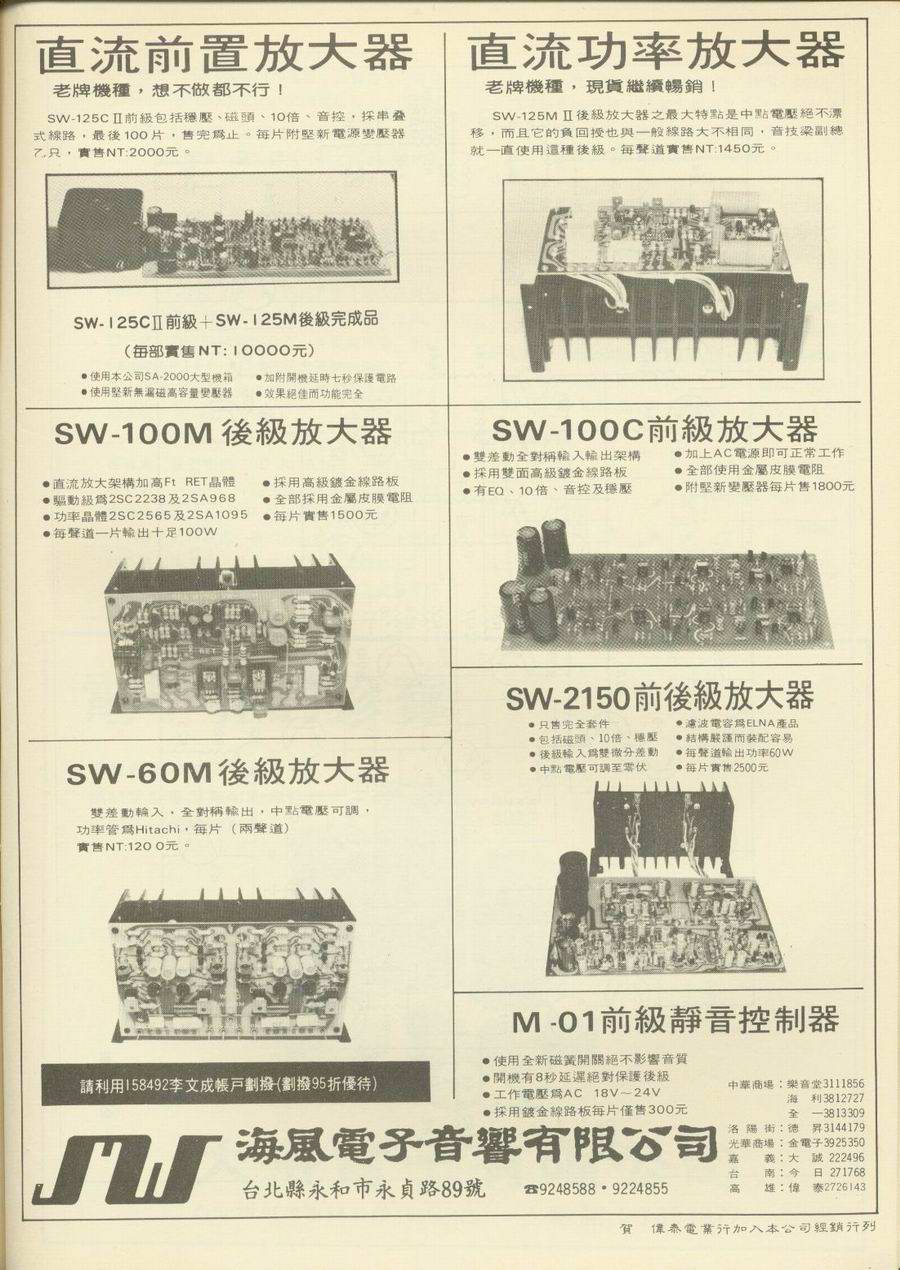 直流前置放大器
老牌機種，想不做都不行！
SW-125CⅡ前級包括穩壓、磁頭、10倍、音控，採串叠
式線路，最後100片，售完爲止。每片附堅新電源變壓器
乙只，實售NT:2000元。
SW-125CⅡ前級＋SW-125M後級完成品
（每部實售NT:10000元）
●使用本公司SA-2000大型機箱
●使用堅新無漏磁高容量變壓器
●加附開機延時七秒保護電路
●效果絕佳而功能完全
直流功率放大器
老牌機種，現貨繼續暢銷！
SW-125MⅡ後級放大器之最大特點是中點電壓絕不漂
移，而且它的負回授也與一般線路大不相同，音技梁副總
就一直使用這種後級。每聲道實售NT:1450元。
SW-100M後級放大器
●直流放大架構加高Ft RET晶體
●驅動級爲2SC2238及2SA968
●功率晶體2SC2565及2SA1095
●每聲道一片輸出十足100W
●採用高級鍍金線路板
●全部採用金屬皮膜電阻
●每片實售1500元
SW-100C前級放大器
●雙差動全對稱輸入輸出架構
●採用雙面高級鍍金線路板
●有EQ、10倍、音控及穩壓
●加上AC電源即可正常工作
●全部使用金屬皮膜電阻
●附堅新變壓器每片售1800元
SW-60M後級放大器
雙差動輪入，全對稱輸出，中點電壓可調，
功率管爲Hitachi，每片（兩聲道）
實售NT:120 0元。
SW-2150前後級放大器
●只售完全套件
●包括磁頭、10倍、穩壓
●後級輸入爲雙微分差動
●中點電壓可調至零伏
●濾波電容爲ELNA產品
●結構嚴謹而裝配容易
●每聲道輸出功率60W
●每片實售2500元
M-01前級靜音控制器
●使用全新磁簧開關絕不影響音質
●開機有8秒延遲絕對保護後級
●工作電壓爲AC 18V～24V
●採用鍍金線路板每片僅售300元
請利用158492李文成帳戶劃撥(劃撥95折優待)
中華商場：樂音堂3111856
海　利3812727
全　一3813309
洛陽街：德　昇3144179
光華商場：金電子3925350
嘉　義：大　誠 222496
台　南：今　日 271768
高　雄：偉　泰2726143
SW 海風電子音響有限公司
台北縣永和市永貞路89號　☎9248588・9224855
賀　偉泰電業行加入本公司經銷行列